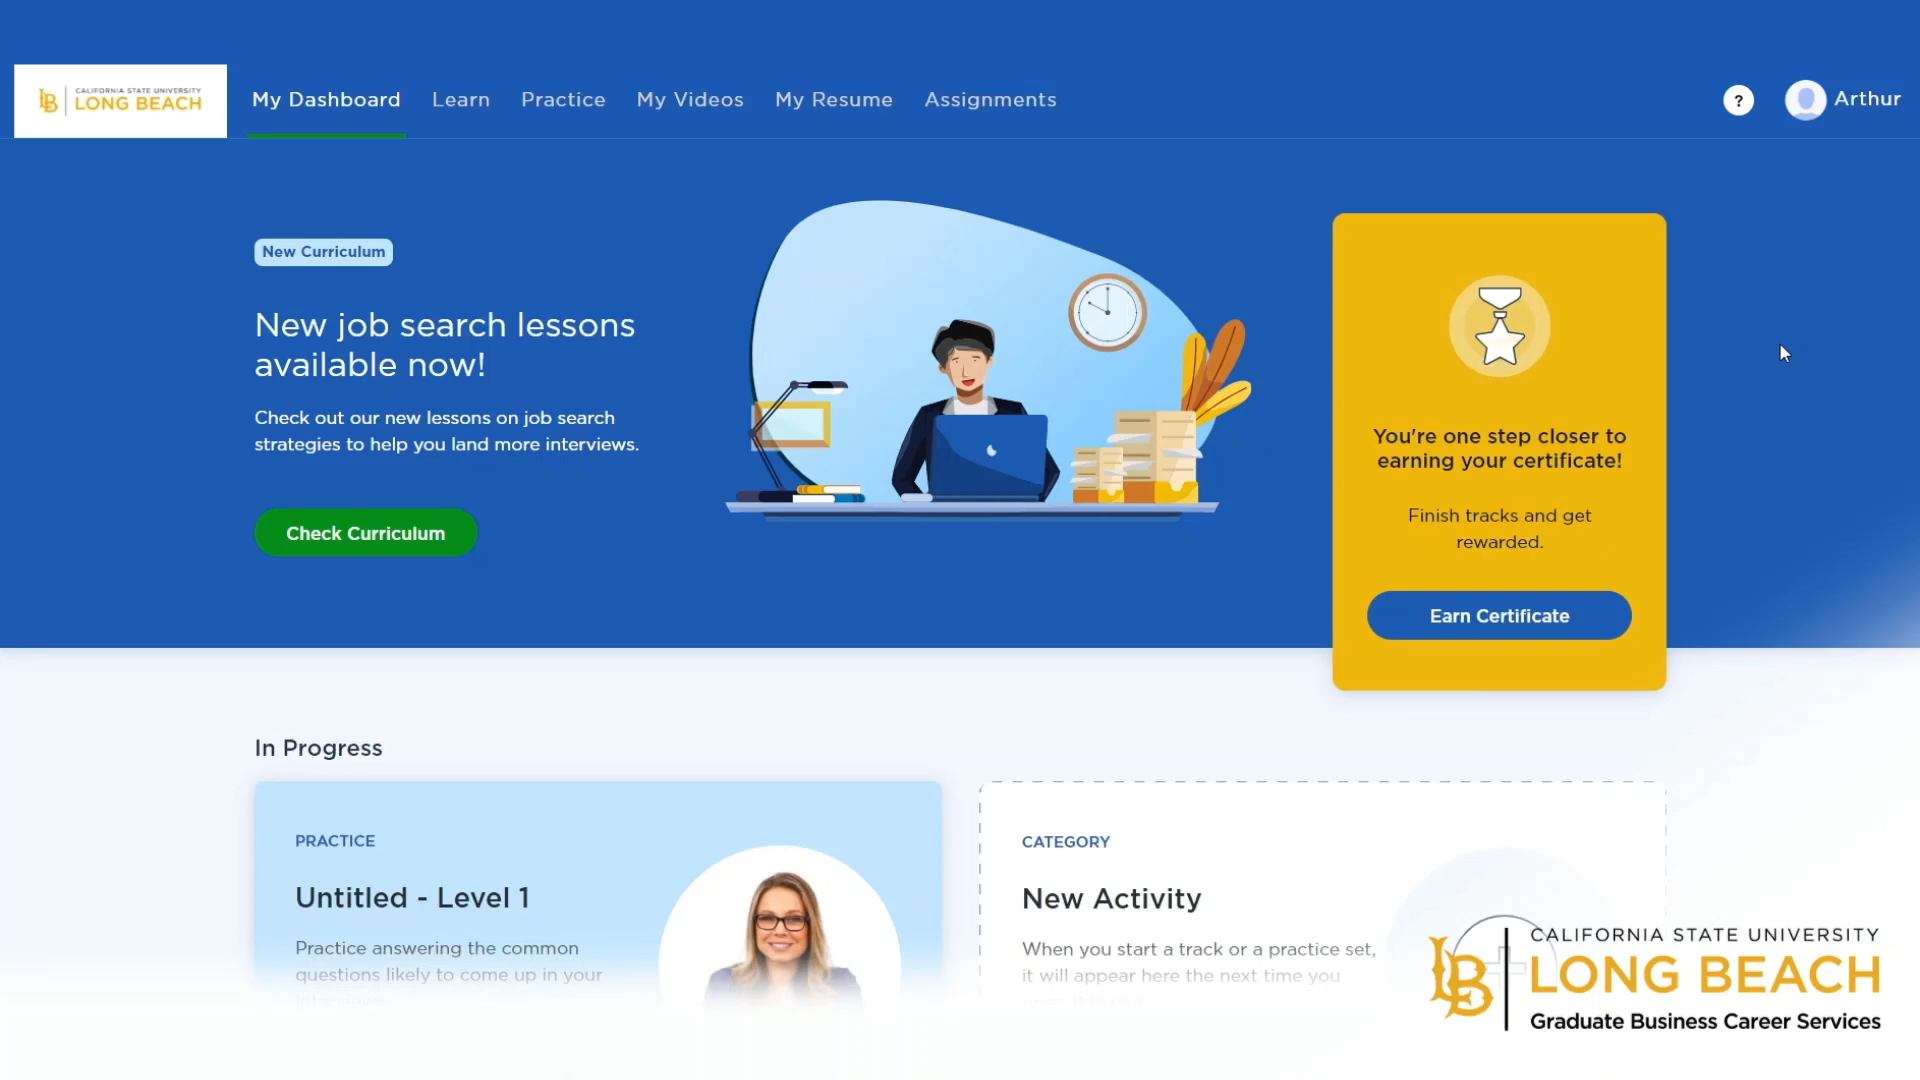 CALIFORNIA STATE UNIVERSITY
LONG BEACH
My Dashboard
Learn
Practice
My Videos
My Resume
Assignments
?
Arthur
New Curriculum
New job search lessons
available now!
Check out our new lessons on job search
strategies to help you land more interviews.
Check Curriculum
You're one step closer to
earning your certificate!
Finish tracks and get
rewarded.
Earn Certificate
In Progress
PRACTICE
Untitled - Level 1
Practice answering the common
questions likely to come up in your
CATEGORY
New Activity
When you start a track or a practice set,
it will appear here the next time you
CALIFORNIA STATE UNIVERSITY
LONG BEACH
Graduate Business Career Services